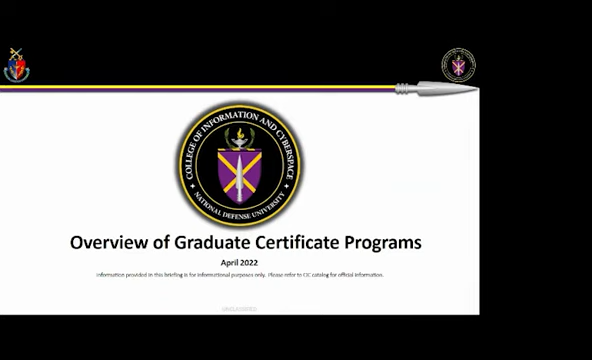 COLLEGE OF INFORMATION AND CYBERSPACE
NATIONAL DEFENSE UNIVERSITY
Overview of Graduate Certificate Programs
April 2022
Information provided in this briefing is for informational purposes only. Please refer to CIC catalog for official information.
UNCLASSIFIED